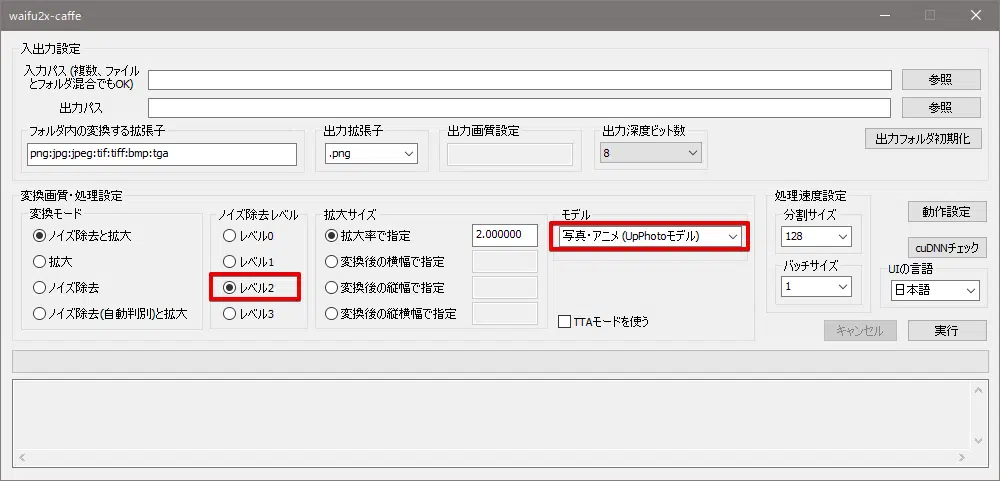 waifu2x-caffe
入出力設定
入力パス (複数、ファイル
とフォルダ混合でもOK)
参照
出力パス
参照
フォルダ内の変換する拡張子
出力拡張子
出力画質設定
出力深度ビット数
出力フォルダ初期化
png:jpg:jpeg:tif:tiff:bmp:tga
.png
8
変換画質・処理設定
変換モード
ノイズ除去と拡大
拡大
ノイズ除去
ノイズ除去(自動判別)と拡大
ノイズ除去レベル
レベル0
レベル1
レベル2
レベル3
拡大サイズ
拡大率で指定
2.000000
変換後の横幅で指定
変換後の縦幅で指定
変換後の縦横幅で指定
モデル
写真・アニメ (UpPhotoモデル)
TTAモードを使う
処理速度設定
分割サイズ
128
バッチサイズ
1
動作設定
cuDNNチェック
UIの言語
日本語
キャンセル
実行